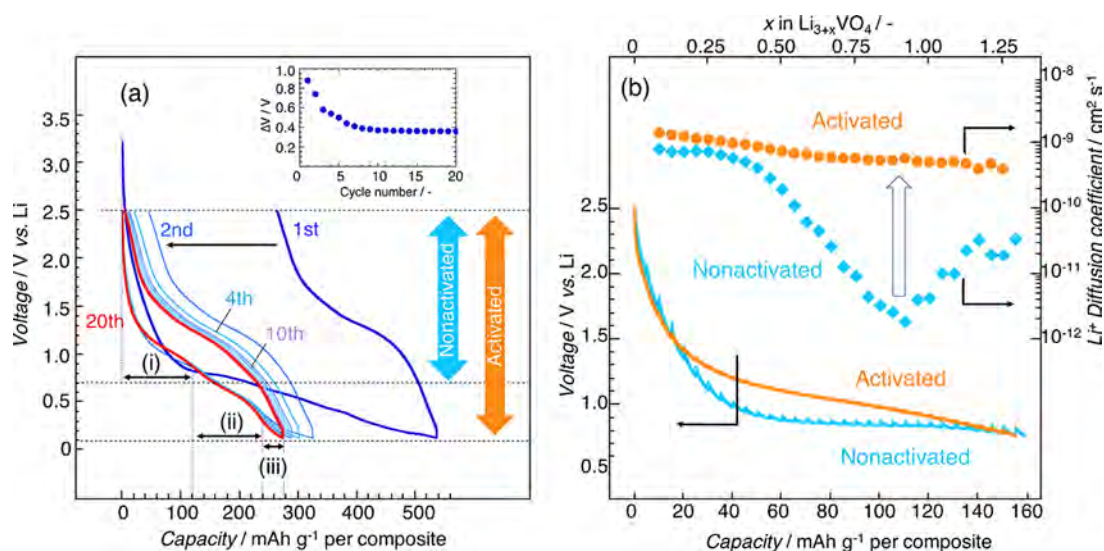 (a)
ΔV / V
1.0
0.8
0.6
0.4
0.2
0
0
5
10
15
20
Cycle number / -
Voltage / V vs. Li
3.5
3.0
2.5
2.0
1.5
1.0
0.5
0
2nd
1st
4th
10th
20th
(i)
(ii)
(iii)
Nonactivated
Activated
0
100
200
300
400
500
Capacity / mAh g⁻¹ per composite
x in Li₃₊ₓVO₄ / -
0
0.25
0.50
0.75
1.00
1.25
(b)
Activated
Nonactivated
Activated
Nonactivated
Voltage / V vs. Li
2.5
2.0
1.5
1.0
0.5
10⁻⁸
10⁻⁹
10⁻¹⁰
10⁻¹¹
10⁻¹²
Li⁺ Diffusion coefficient / cm² s⁻¹
0
20
40
60
80
100
120
140
160
Capacity / mAh g⁻¹ per composite